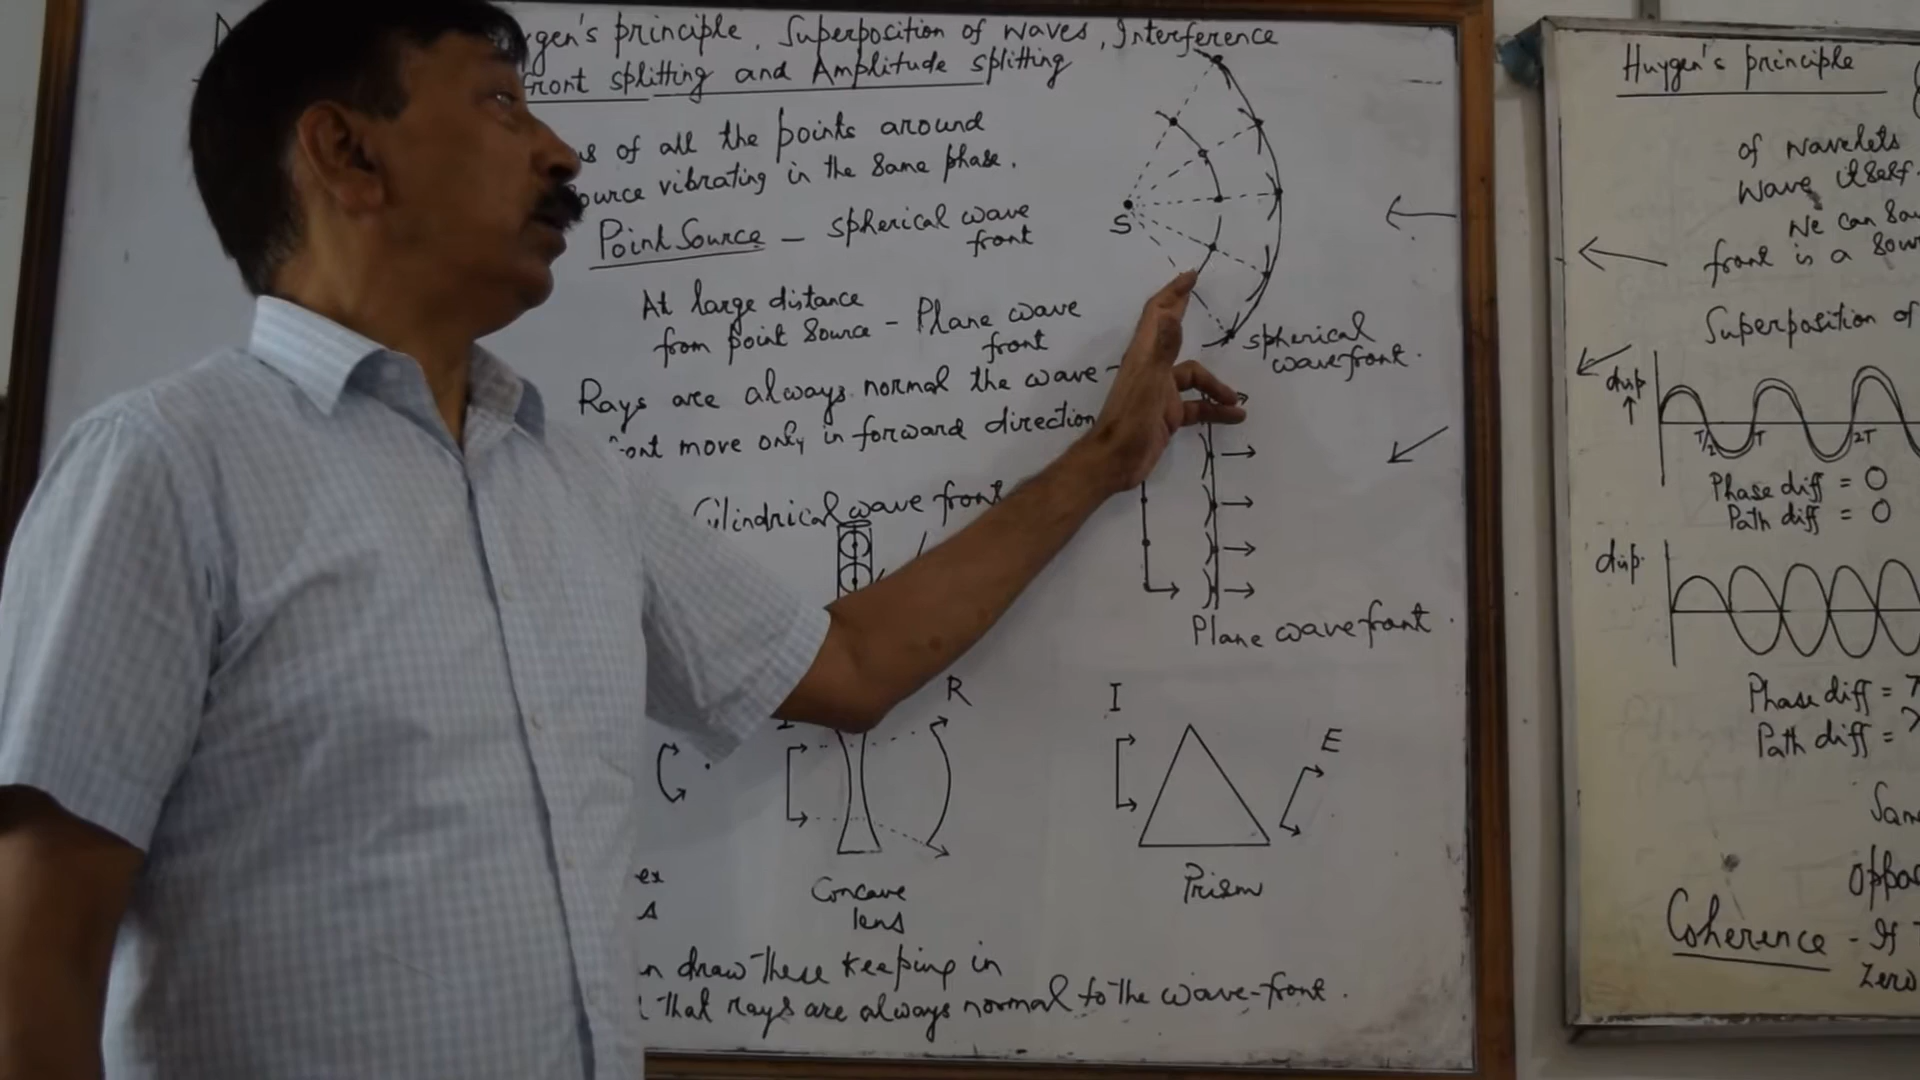 principle, Superposition of waves, Interference
front splitting and Amplitude splitting
of all the points around
source vibrating in the same phase.
Point Source - spherical wave
front
At large distance
from point source - Plane wave
front
Rays are always normal the wave-
front move only in forward direction
Cylindrical wave front
S
spherical
wavefront.
Plane wavefront.
R
I
Concave
lens
I
E
Prism
draw these keeping in
that rays are always normal to the wave-front.
Huygen's principle
of wavelets
wave itself.
We can
front is a
Superposition of
disp
T/2
T
2T
Phase diff = 0
Path diff = 0
disp.
Phase diff =
Path diff =
Coherence - If
Zero